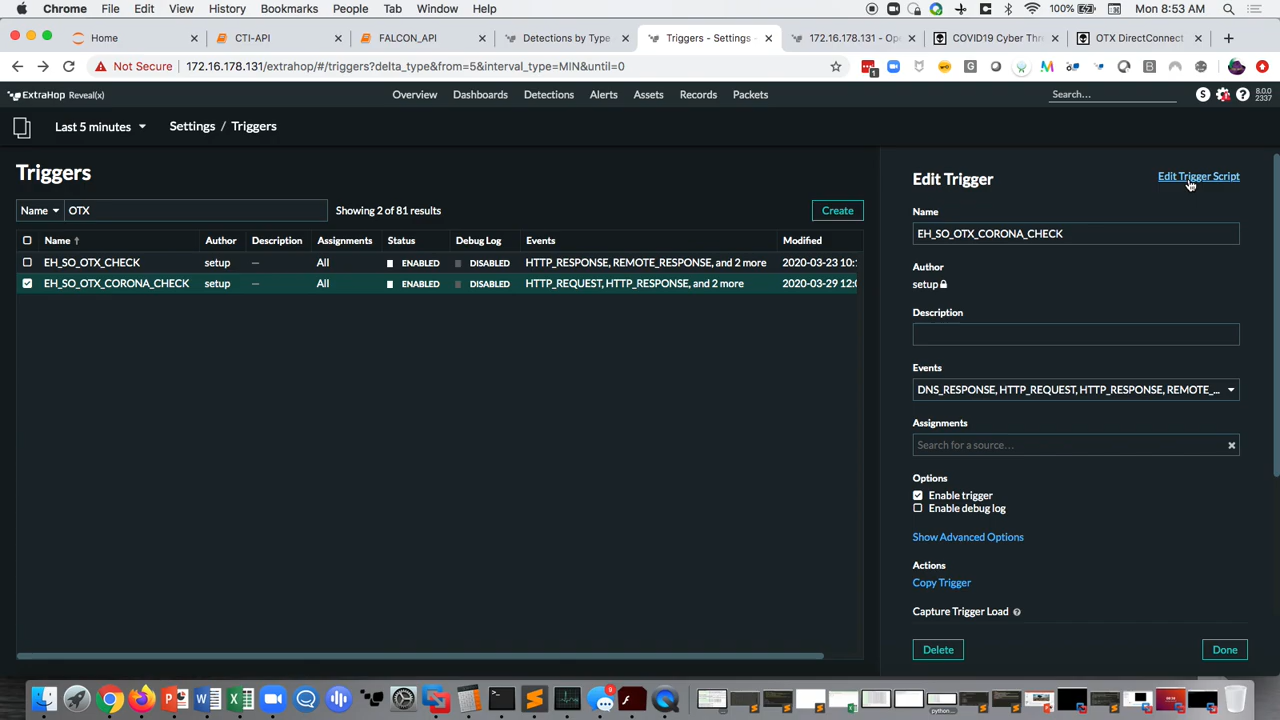 Chrome File Edit View History Bookmarks People Tab Window Help 100% Mon 8:53 AM
Home CTI-API FALCON_API Detections by Type Triggers - Settings - 172.16.178.131 - Op COVID19 Cyber Thr OTX DirectConnect
Not Secure 172.16.178.131/extrahop/#/triggers?delta_type&from=5&interval_type=MIN&until=0 1
ExtraHop Reveal(x) Overview Dashboards Detections Alerts Assets Records Packets Search... S 8.0.0
2337
Last 5 minutes Settings / Triggers
Triggers
Edit Trigger Edit Trigger Script
Name OTX Showing 2 of 81 results Create
Name
EH_SO_OTX_CORONA_CHECK
Name Author Description Assignments Status Debug Log Events Modified
EH_SO_OTX_CHECK setup — All ENABLED DISABLED HTTP_RESPONSE, REMOTE_RESPONSE, and 2 more 2020-03-23 10:
EH_SO_OTX_CORONA_CHECK setup — All ENABLED DISABLED HTTP_REQUEST, HTTP_RESPONSE, and 2 more 2020-03-29 12:
Author
setup
Description
Events
DNS_RESPONSE, HTTP_REQUEST, HTTP_RESPONSE, REMOTE_...
Assignments
Search for a source...
Options
Enable trigger
Enable debug log
Show Advanced Options
Actions
Copy Trigger
Capture Trigger Load
Delete Done